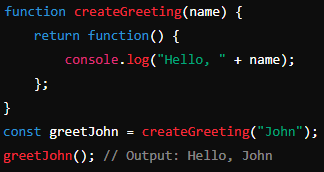 function createGreeting(name) {
    return function() {
        console.log("Hello, " + name);
    };
}
const greetJohn = createGreeting("John");
greetJohn(); // Output: Hello, John